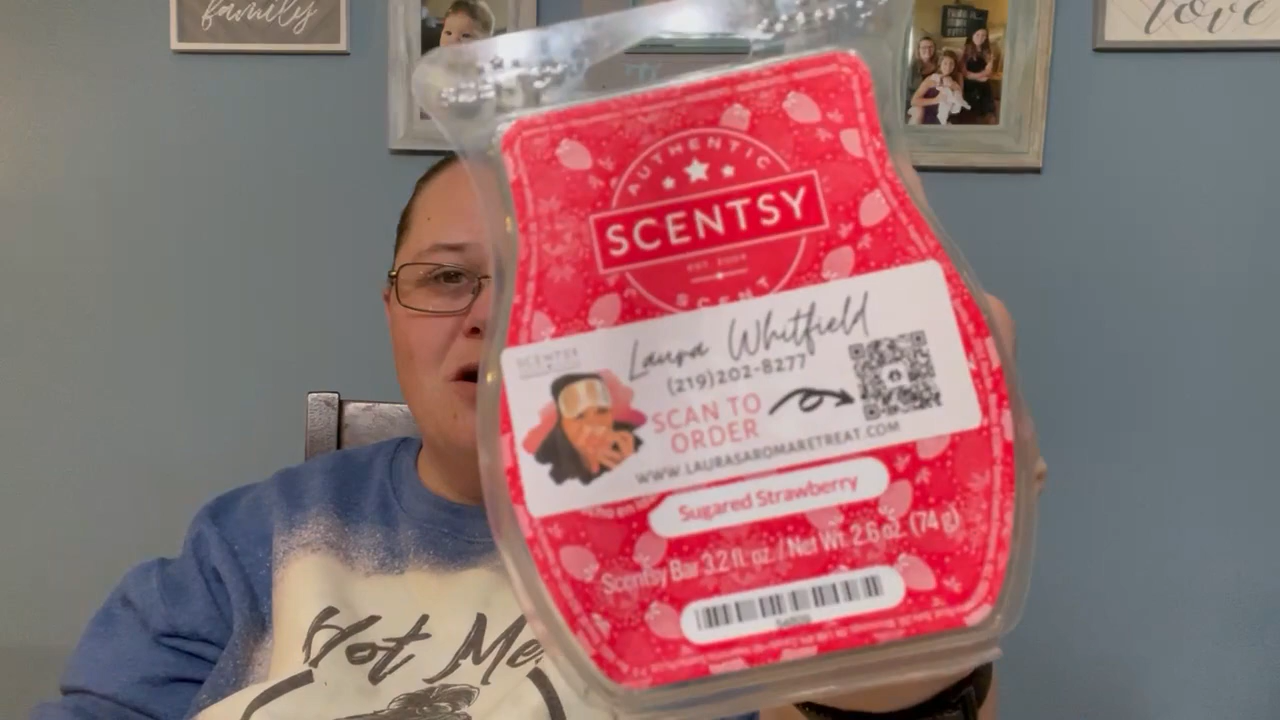 family
love
AUTHENTIC
SCENTSY
EST. 2004
SCENT
SCENTSY
Laura Whitfield
(219)202-8277
SCAN TO
ORDER
WWW.LAURASAROMARETREAT.COM
Sugared Strawberry
Scentsy Bar 3.2 fl. oz. / Net Wt. 2.6 oz. (74 g)
Hot Me